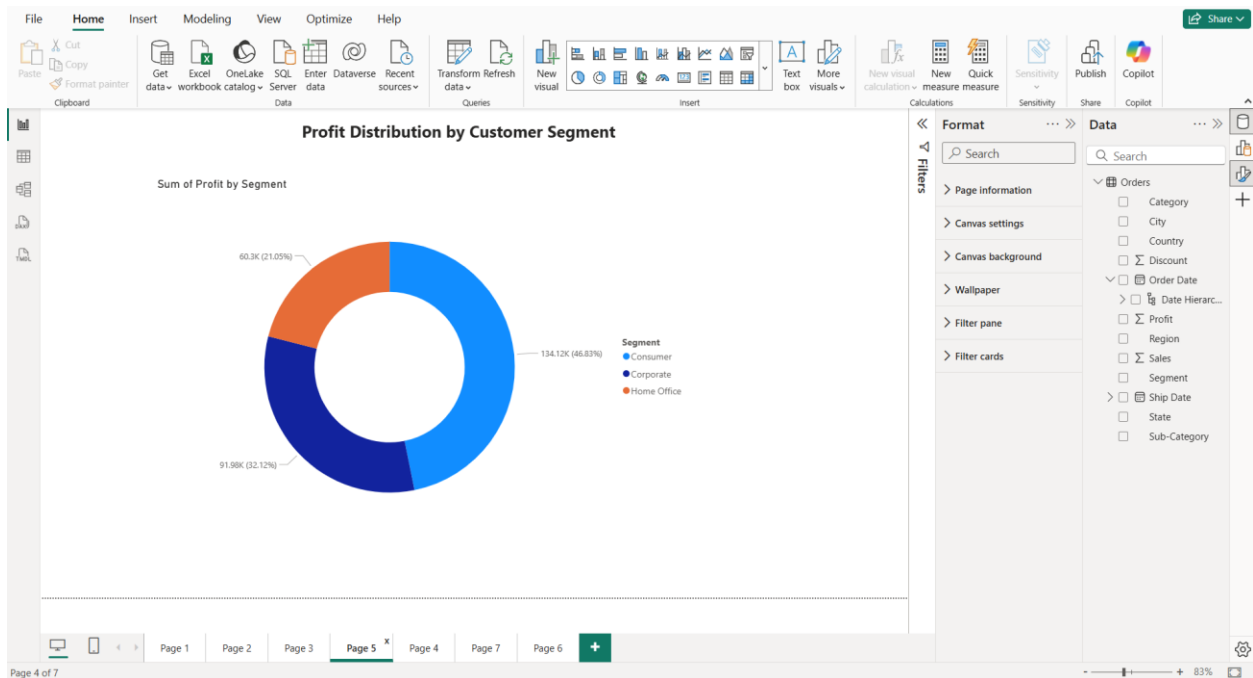 File Home Insert Modeling View Optimize Help Share
Paste
Cut
Copy
Format painter
Clipboard
Get data
Excel workbook
OneLake catalog
SQL Server
Enter data
Dataverse
Recent sources
Data
Transform data
Refresh
Queries
New visual
A
Text box
More visuals
Insert
New visual calculation
New measure
Quick measure
Calculations
Sensitivity
Sensitivity
Publish
Share
Copilot
Copilot
Profit Distribution by Customer Segment
Sum of Profit by Segment
60.3K (21.05%)
134.12K (46.83%)
91.98K (32.12%)
Segment
Consumer
Corporate
Home Office
Filters
Format
Search
Page information
Canvas settings
Canvas background
Wallpaper
Filter pane
Filter cards
Data
Search
Orders
Category
City
Country
Σ Discount
Order Date
Date Hierarc...
Σ Profit
Region
Σ Sales
Segment
Ship Date
State
Sub-Category
Page 1 Page 2 Page 3 Page 5 x Page 4 Page 7 Page 6 +
Page 4 of 7
- + 83%